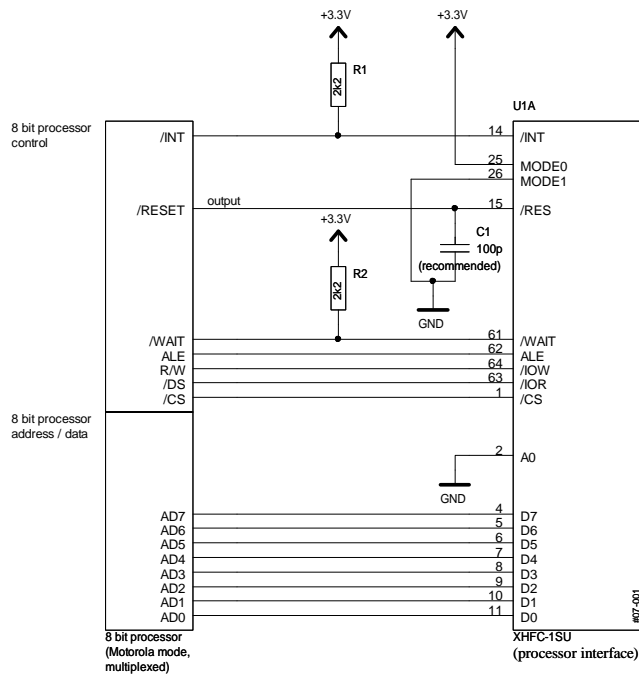 +3.3V
+3.3V
R1
2k2
U1A
8 bit processor
control
/INT
14
/INT
25
MODE0
26
MODE1
/RESET
output
15
/RES
+3.3V
C1
100p
(recommended)
R2
2k2
GND
/WAIT
61
/WAIT
ALE
62
ALE
R/W
64
/IOW
/DS
63
/IOR
/CS
1
/CS
8 bit processor
address / data
2
A0
GND
AD7
4
D7
AD6
5
D6
AD5
6
D5
AD4
7
D4
AD3
8
D3
AD2
9
D2
AD1
10
D1
AD0
11
D0
#07-001
8 bit processor
(Motorola mode,
multiplexed)
XHFC-1SU
(processor interface)